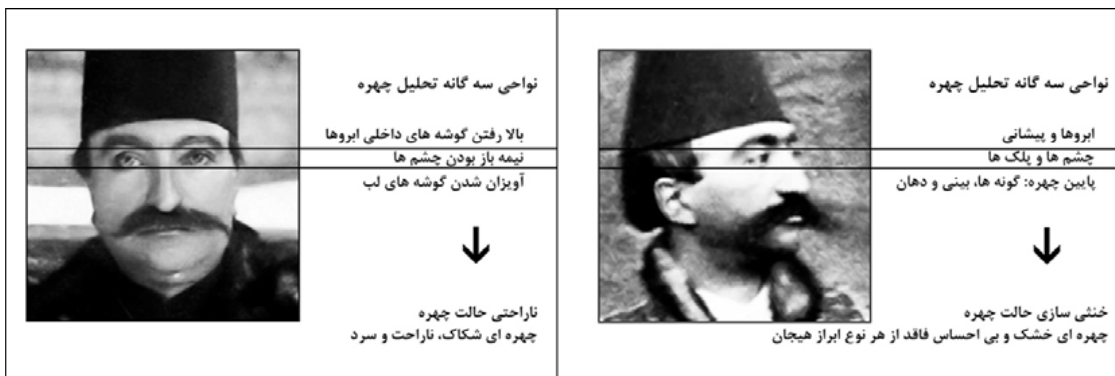 نواحی سه گانه تحلیل چهره
ابروها و پیشانی
چشم ها و پلک ها
پایین چهره: گونه ها، بینی و دهان
خنثی سازی حالت چهره
چهره ای خشک و بی احساس فاقد از هر نوع ابراز هیجان
نواحی سه گانه تحلیل چهره
بالا رفتن گوشه های داخلی ابروها
نیمه باز بودن چشم ها
آویزان شدن گوشه های لب
ناراحتی حالت چهره
چهره ای شکاک، ناراحت و سرد